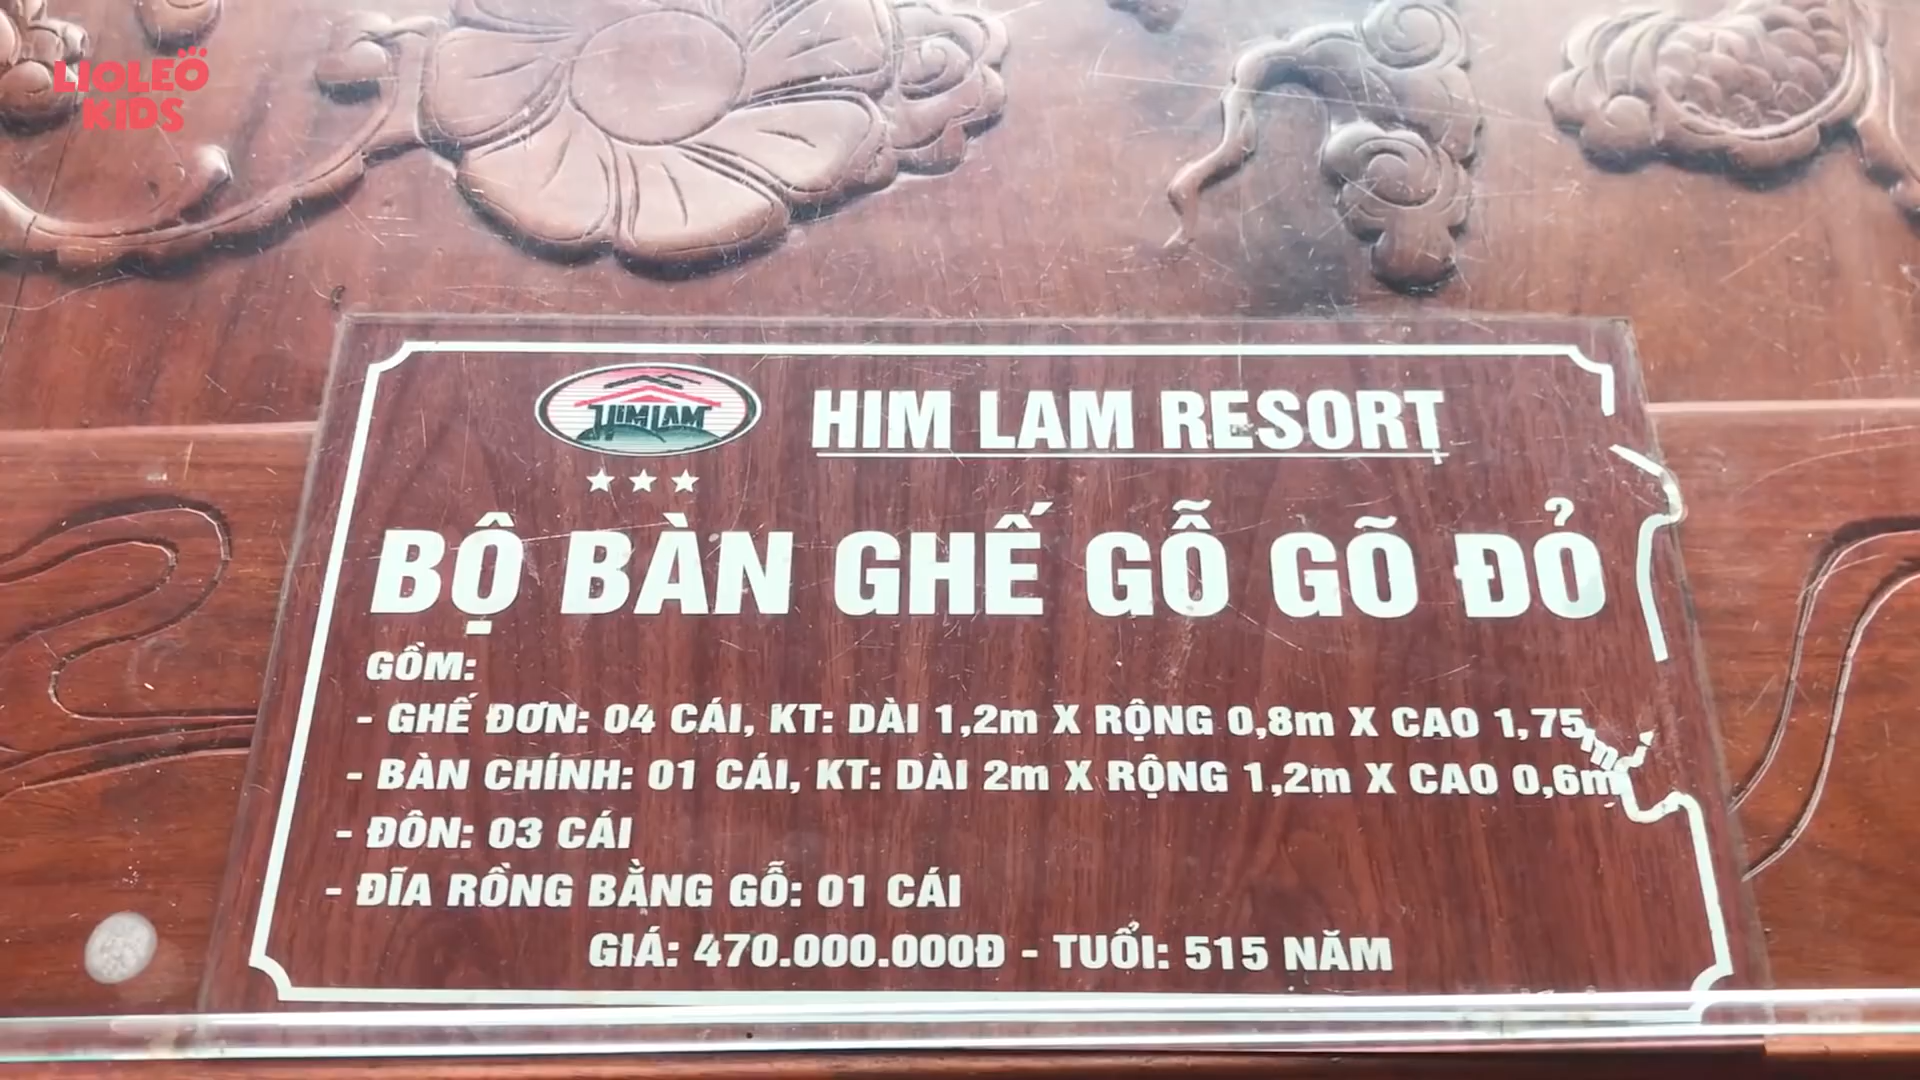 LIOLEO
KIDS
HIM LAM
HIM LAM RESORT
BỘ BÀN GHẾ GỖ GÕ ĐỎ
GỒM:
- GHẾ ĐƠN: 04 CÁI, KT: DÀI 1,2m X RỘNG 0,8m X CAO 1,75m
- BÀN CHÍNH: 01 CÁI, KT: DÀI 2m X RỘNG 1,2m X CAO 0,6m
- ĐÔN: 03 CÁI
- ĐĨA RỒNG BẰNG GỖ: 01 CÁI
GIÁ: 470.000.000Đ - TUỔI: 515 NĂM